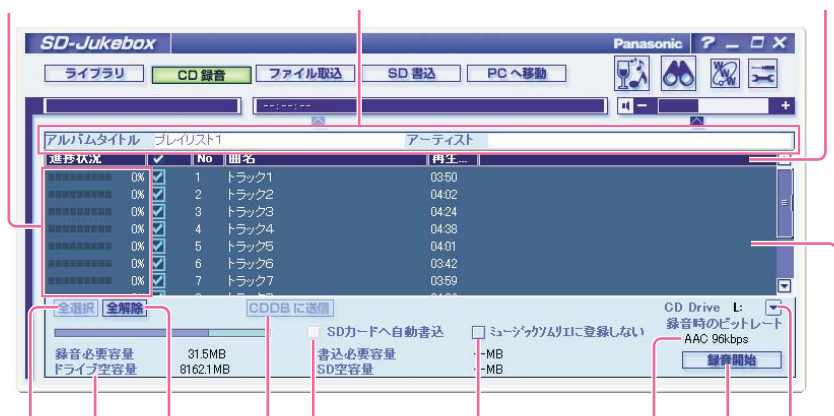 SD-Jukebox Panasonic ? _ □ X
ライブラリ CD 録音 ファイル取込 SD 書込 PC へ移動
--:--:--
- +
アルバムタイトル プレイリスト1 アーティスト
進捗状況 ✓ No 曲名 再生...
0% 1 トラック1 03:50
0% 2 トラック2 04:02
0% 3 トラック3 04:24
0% 4 トラック4 04:38
0% 5 トラック5 04:01
0% 6 トラック6 03:42
0% 7 トラック7 03:59
全選択 全解除 CDDB に送信 CD Drive L:
SDカードへ自動書込 ミュージックソムリエに登録しない 録音時のビットレート
AAC 96kbps
録音必要容量 31.5MB 書込必要容量 --MB 録音開始
ドライブ空容量 8162.1MB SD空容量 --MB